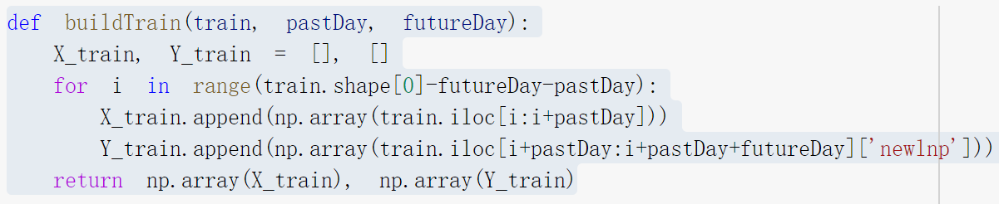 def buildTrain(train, pastDay, futureDay):
    X_train, Y_train = [], []
    for i in range(train.shape[0]-futureDay-pastDay):
        X_train.append(np.array(train.iloc[i:i+pastDay]))
        Y_train.append(np.array(train.iloc[i+pastDay:i+pastDay+futureDay]['newlnp']))
    return np.array(X_train), np.array(Y_train)